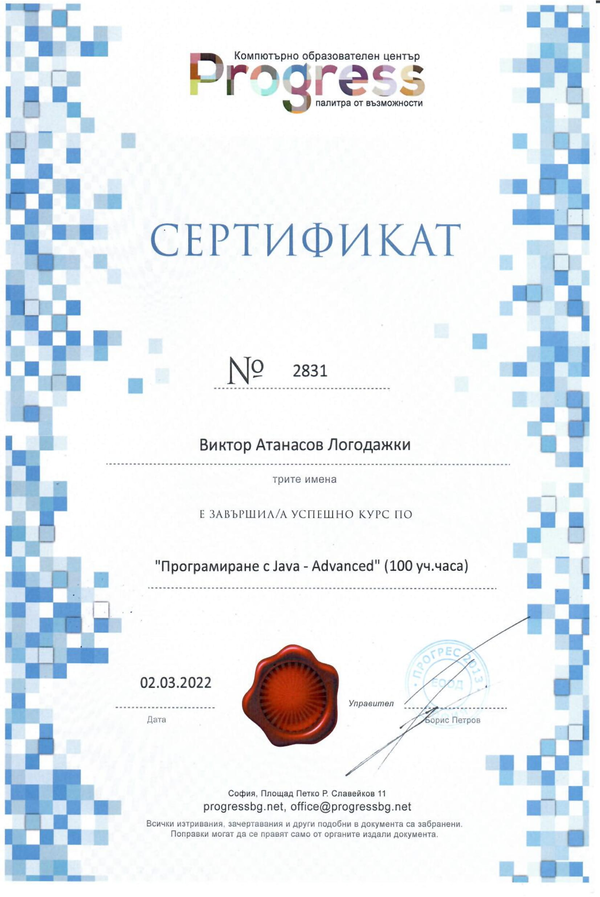 Компютърно образователен център
Progress
палитра от възможности
СЕРТИФИКАТ
№ 2831
Виктор Атанасов Логодажки
трите имена
Е ЗАВЪРШИЛ/А УСПЕШНО КУРС ПО
"Програмиране с Java - Advanced" (100 уч.часа)
ПРОГРЕС 2013
ЕООД
02.03.2022
Управител
Дата
Борис Петров
София, Площад Петко Р. Славейков 11
progressbg.net, office@progressbg.net
Всички изтривания, зачертавания и други подобни в документа са забранени.
Поправки могат да се правят само от органите издали документа.